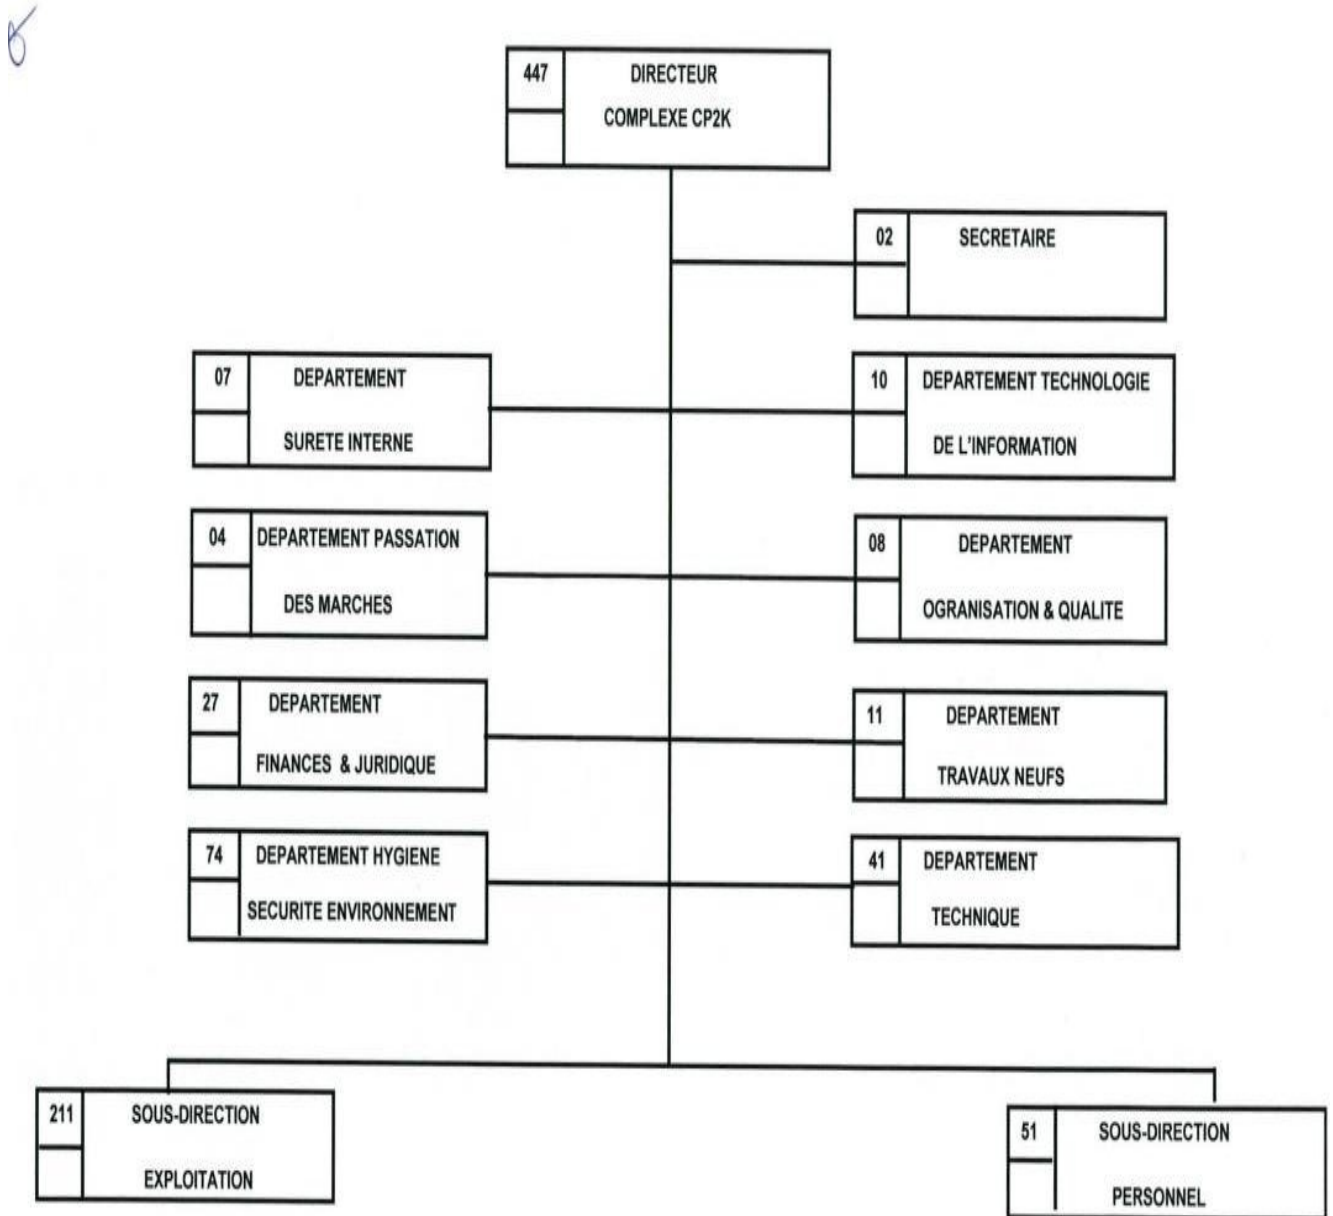 447 DIRECTEUR
COMPLEXE CP2K
02 SECRETAIRE
07 DEPARTEMENT
SURETE INTERNE
10 DEPARTEMENT TECHNOLOGIE
DE L'INFORMATION
04 DEPARTEMENT PASSATION
DES MARCHES
08 DEPARTEMENT
OGRANISATION & QUALITE
27 DEPARTEMENT
FINANCES & JURIDIQUE
11 DEPARTEMENT
TRAVAUX NEUFS
74 DEPARTEMENT HYGIENE
SECURITE ENVIRONNEMENT
41 DEPARTEMENT
TECHNIQUE
211 SOUS-DIRECTION
EXPLOITATION
51 SOUS-DIRECTION
PERSONNEL